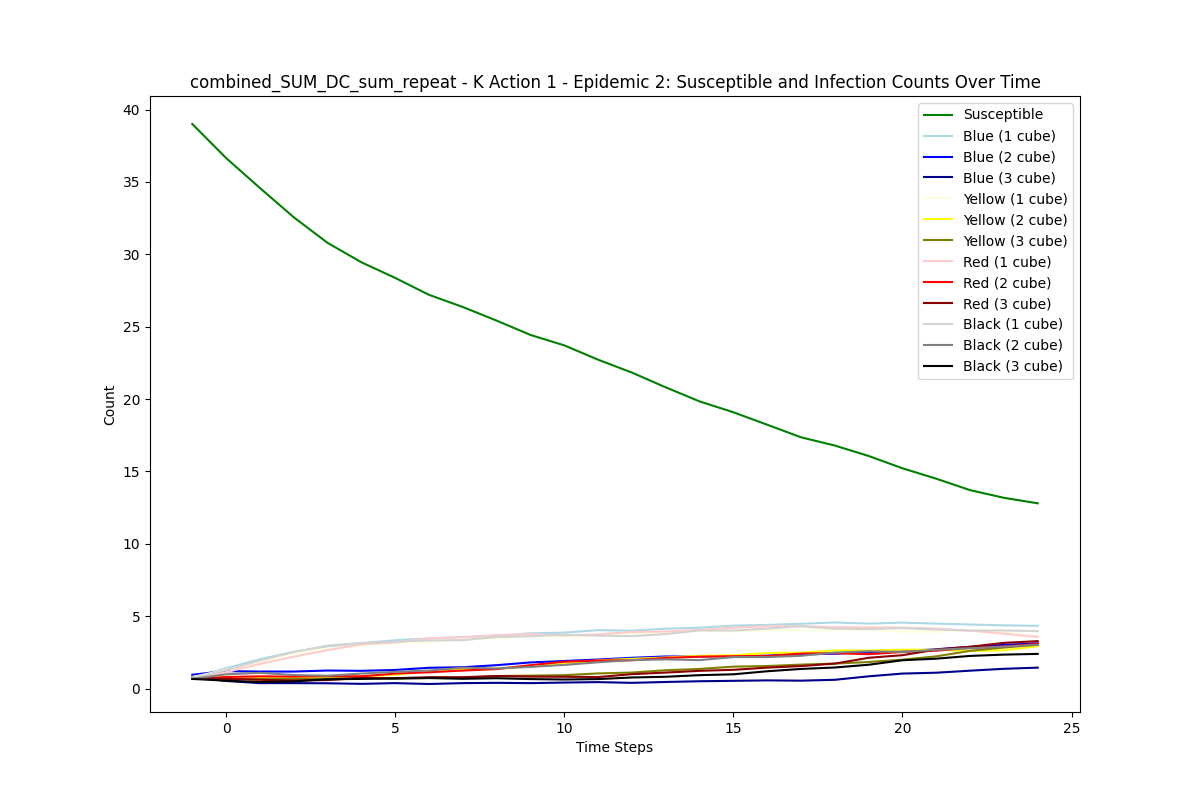 combined_SUM_DC_sum_repeat - K Action 1 - Epidemic 2: Susceptible and Infection Counts Over Time
40
35
30
25
20
15
10
5
0
Count
Susceptible
Blue (1 cube)
Blue (2 cube)
Blue (3 cube)
Yellow (1 cube)
Yellow (2 cube)
Yellow (3 cube)
Red (1 cube)
Red (2 cube)
Red (3 cube)
Black (1 cube)
Black (2 cube)
Black (3 cube)
0 5 10 15 20 25
Time Steps